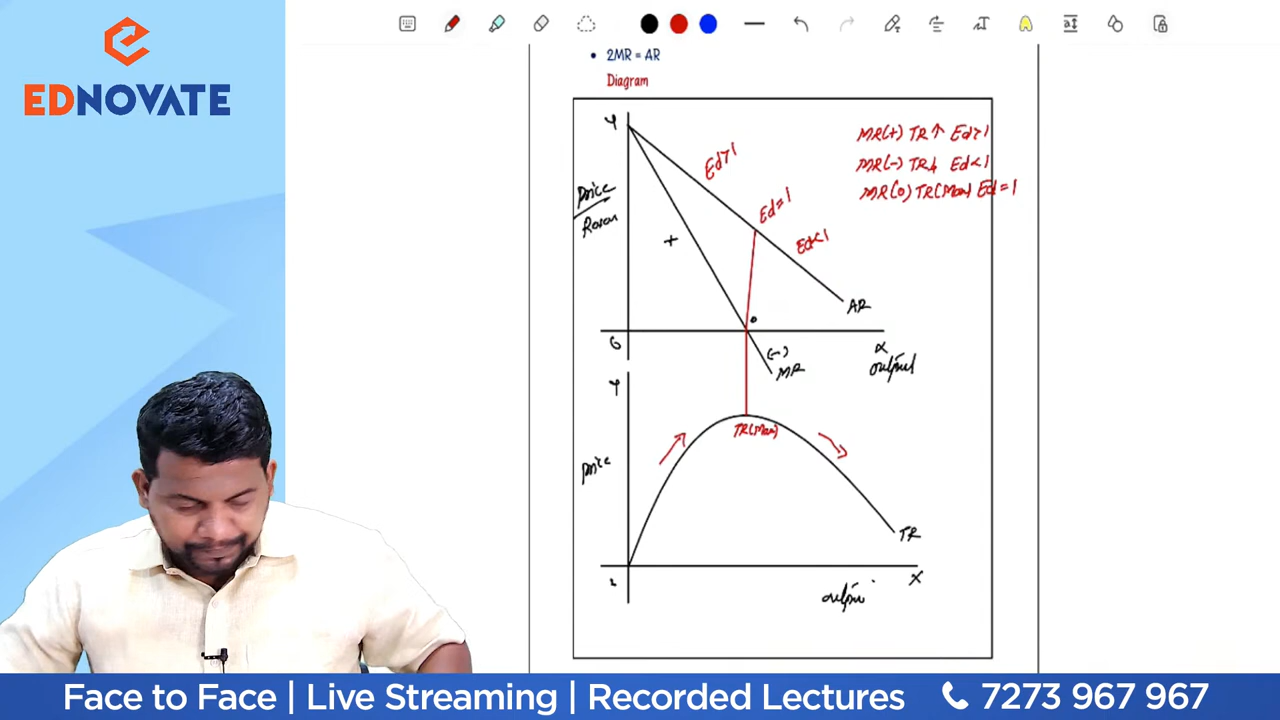 EDNOVATE
2MR = AR
Diagram
Y
MR(+) TR↑ Ed>1
MR(-) TR↓ Ed<1
MR(0) TR(Max) Ed=1
Ed>1
Price
Ed=1
Ed<1
+
0
AR
(-)
MR
X
output
Y
TR(Max)
Price
TR
X
Face to Face | Live Streaming | Recorded Lectures 7273 967 967